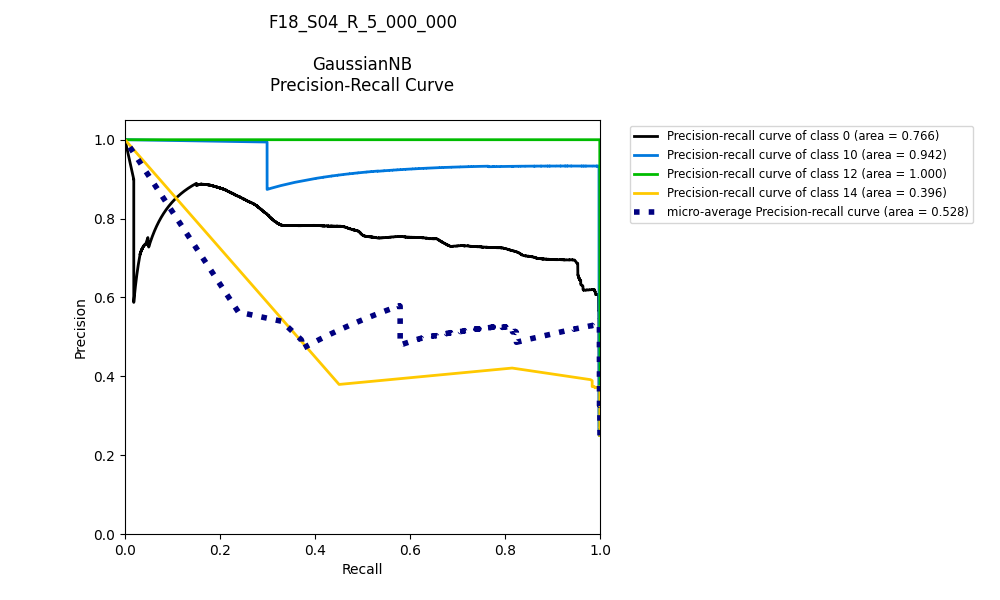 F18_S04_R_5_000_000
GaussianNB
Precision-Recall Curve
Precision-recall curve of class 0 (area = 0.766)
Precision-recall curve of class 10 (area = 0.942)
Precision-recall curve of class 12 (area = 1.000)
Precision-recall curve of class 14 (area = 0.396)
micro-average Precision-recall curve (area = 0.528)
Precision
1.0
0.8
0.6
0.4
0.2
0.0
0.0 0.2 0.4 0.6 0.8 1.0
Recall